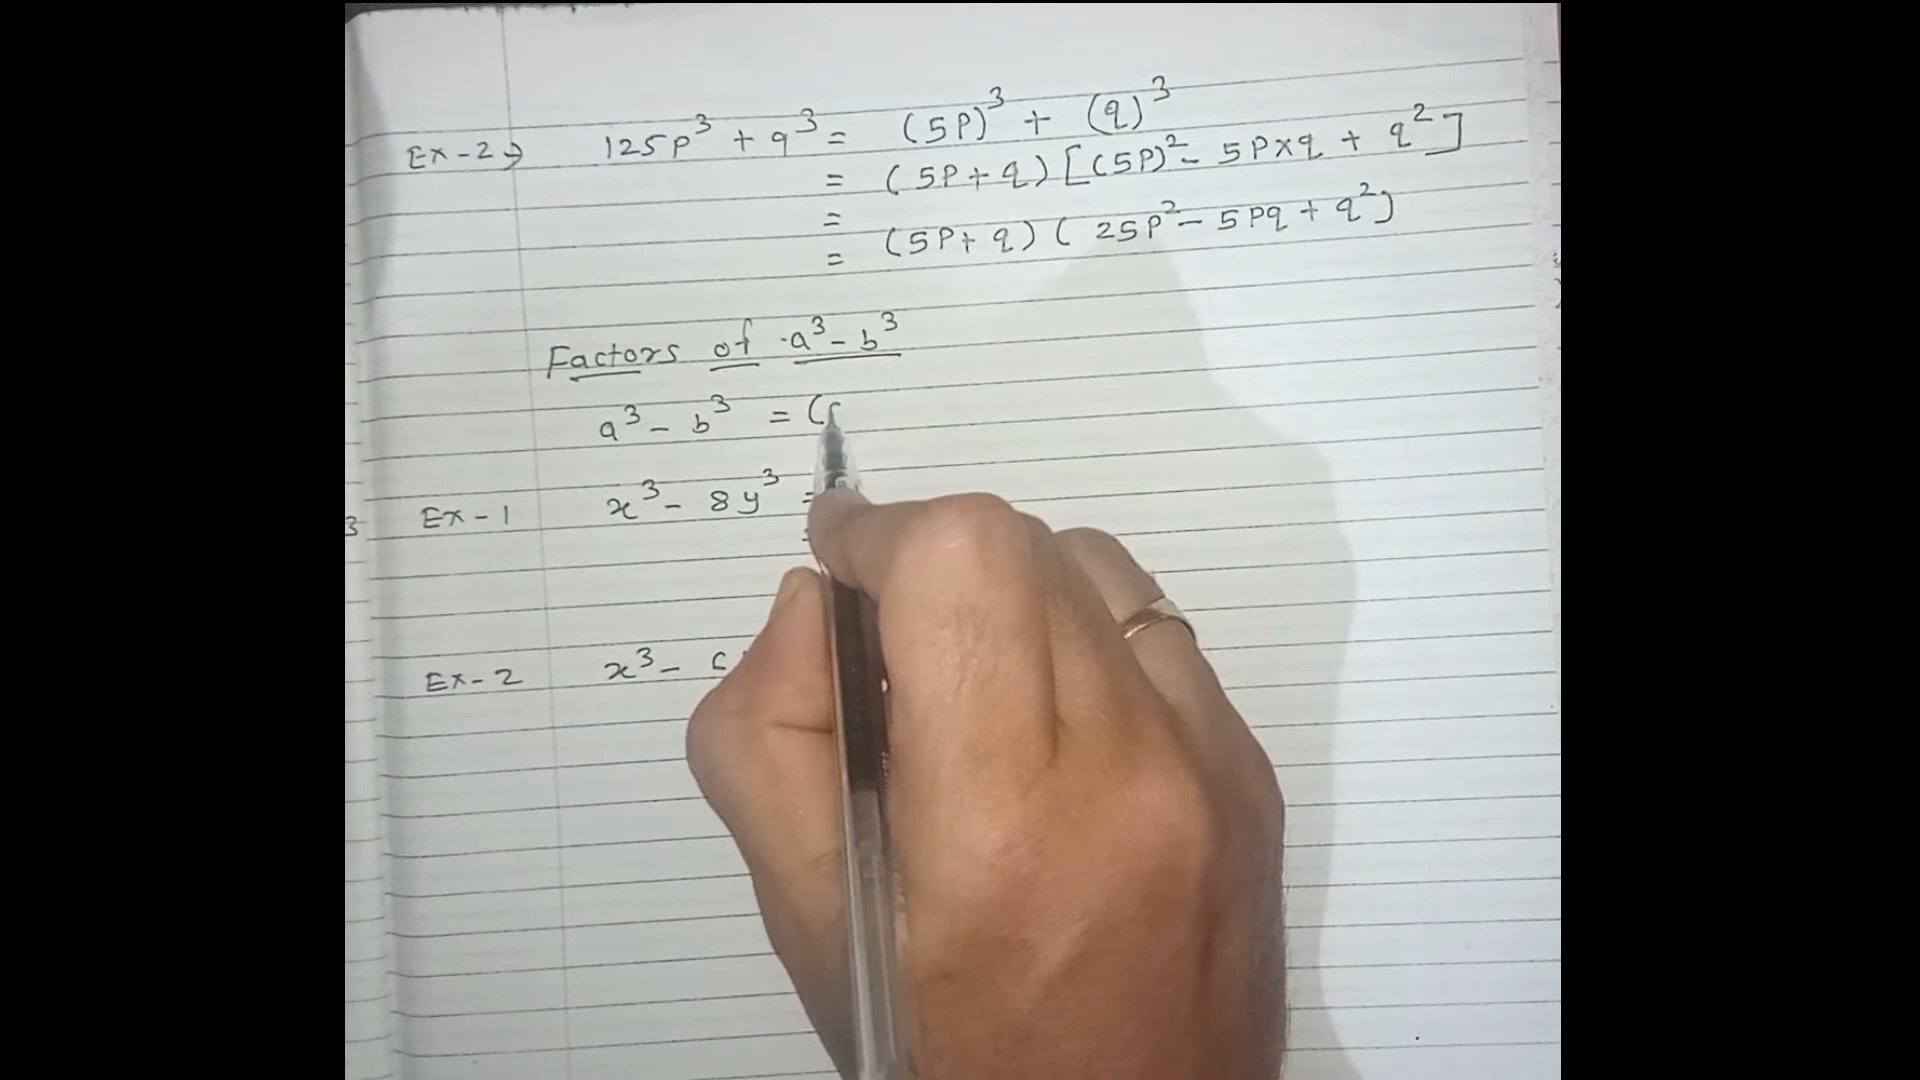 Ex-2→ 125p³ + q³ = (5P)³ + (q)³
= (5P + q) [(5P)² - 5P×q + q²]
=
= (5P + q) ( 25p² - 5Pq + q²)
Factors of a³ - b³
a³ - b³ = (
3 Ex-1 x³ - 8y³ =
=
Ex-2 x³ -